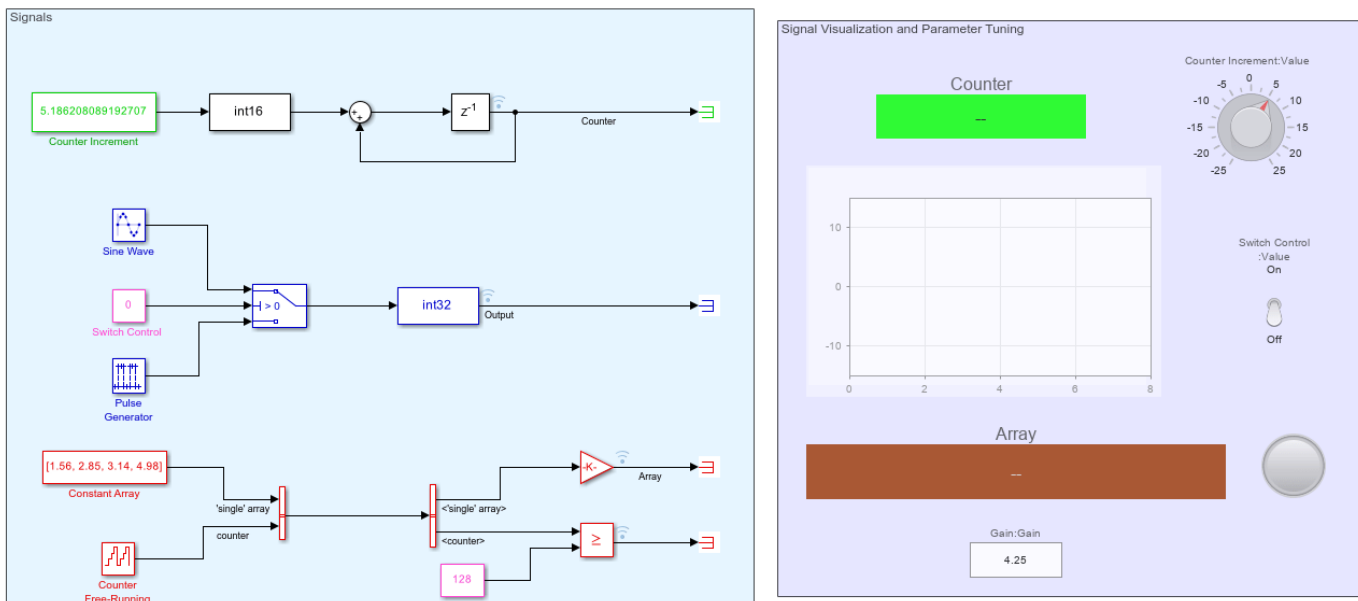 Signals
5.186208089192707
Counter Increment
int16
+
+
z-1
Counter
Sine Wave
0
Switch Control
> 0
int32
Output
Pulse
Generator
[1.56, 2.85, 3.14, 4.98]
Constant Array
'single' array
counter
Counter
Free-Running
<'single' array>
<counter>
-K-
Array
≥
128
Signal Visualization and Parameter Tuning
Counter
--
Counter Increment:Value
0
-5 5
-10 10
-15 15
-20 20
-25 25
10
0
-10
0 2 4 6 8
Switch Control
:Value
On
Off
Array
--
Gain:Gain
4.25